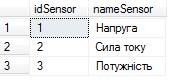 idSensor nameSensor
1 1 Напруга
2 2 Сила току
3 3 Потужність